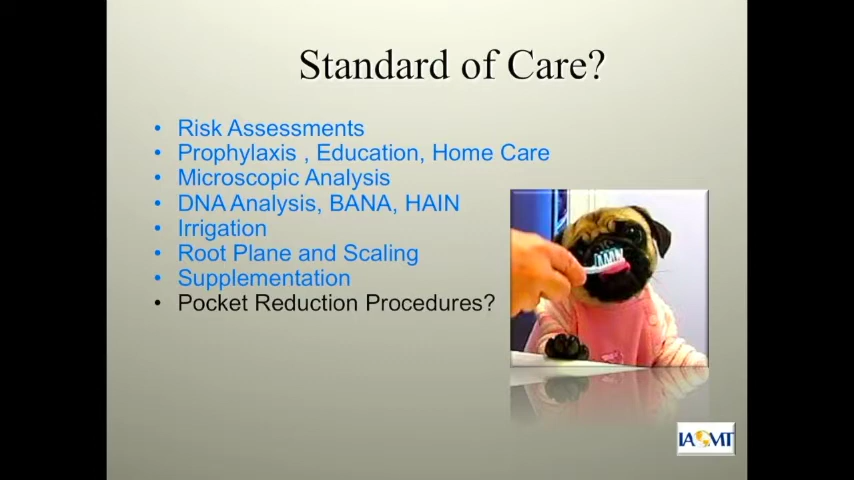 Standard of Care?
• Risk Assessments
• Prophylaxis , Education, Home Care
• Microscopic Analysis
• DNA Analysis, BANA, HAIN
• Irrigation
• Root Plane and Scaling
• Supplementation
• Pocket Reduction Procedures?
IAOMT